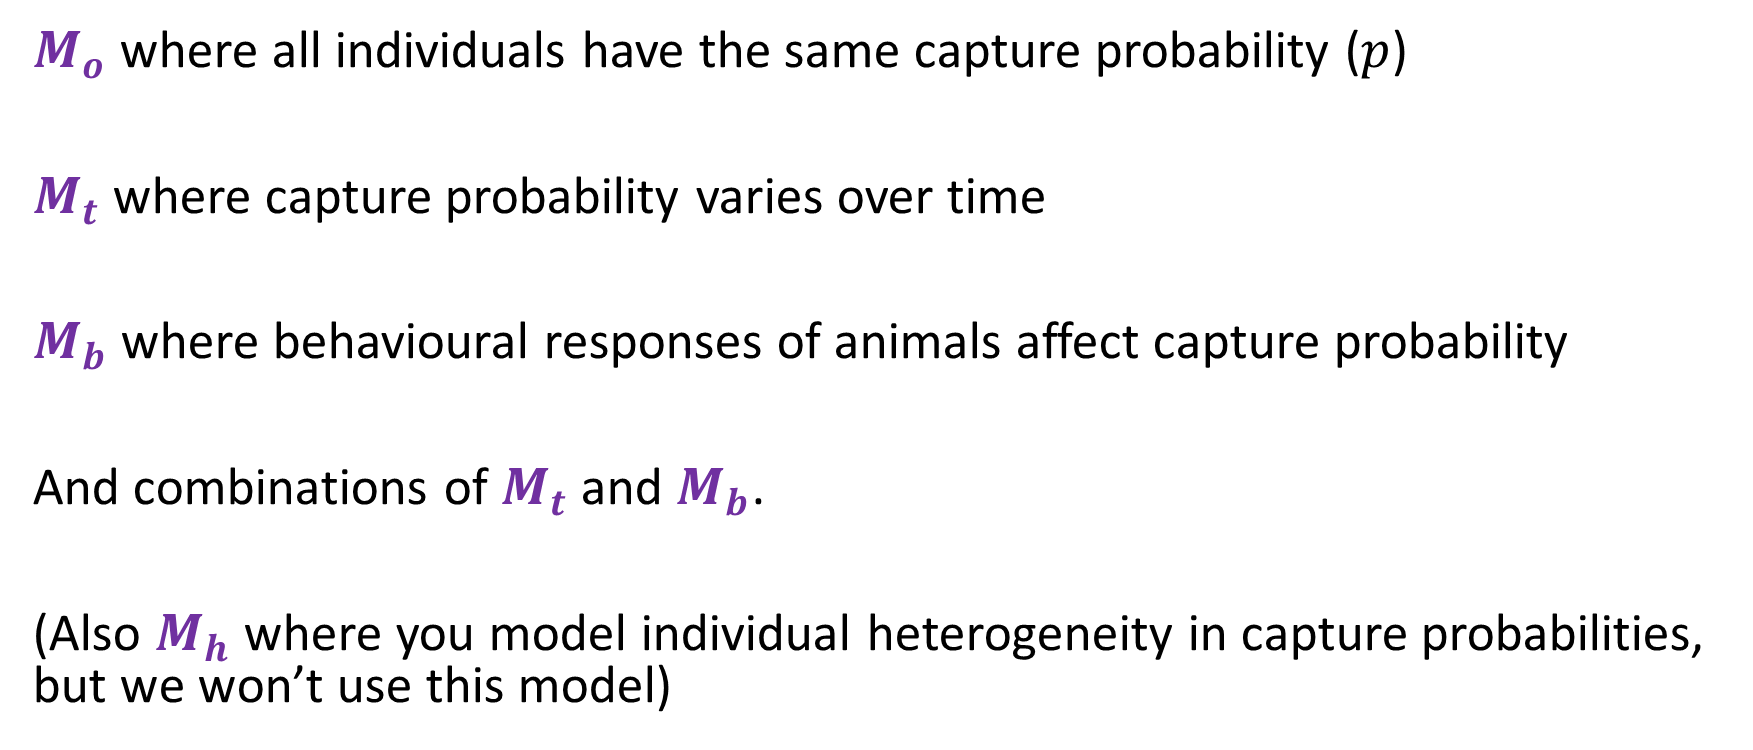 Mₒ where all individuals have the same capture probability (p)
Mₜ where capture probability varies over time
M_b where behavioural responses of animals affect capture probability
And combinations of Mₜ and M_b.
(Also Mₕ where you model individual heterogeneity in capture probabilities,
but we won’t use this model)